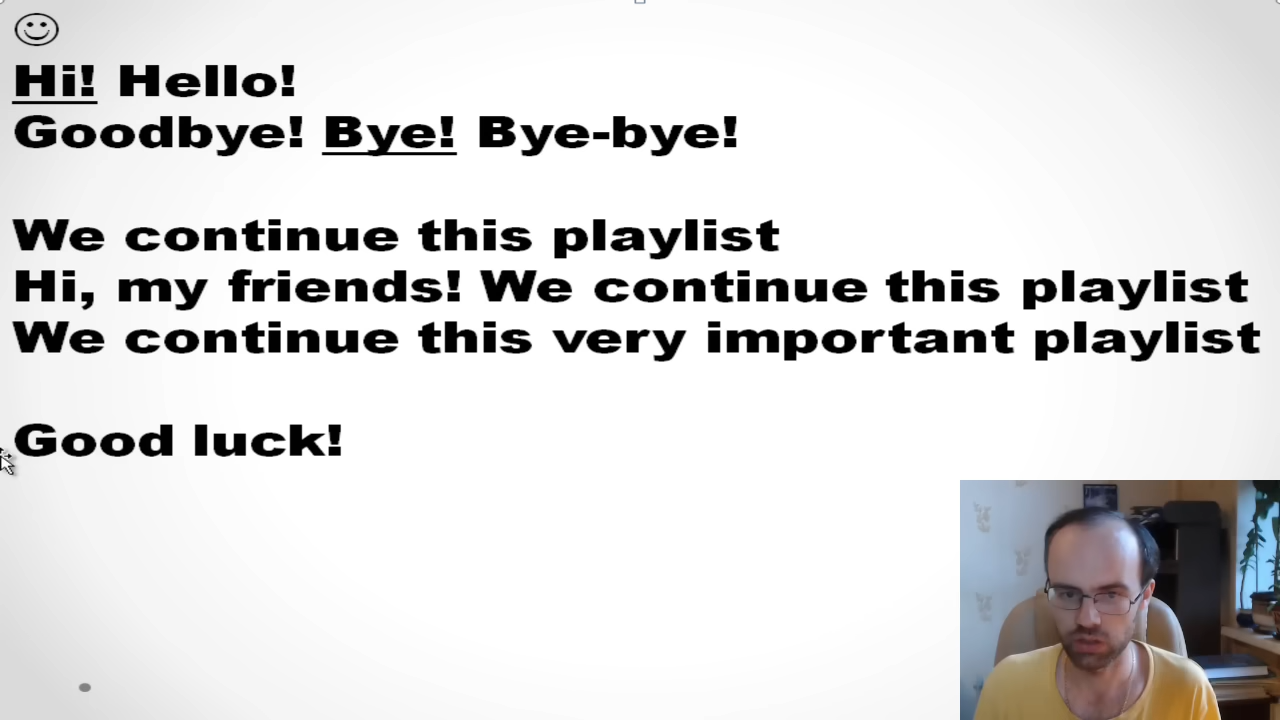 Hi! Hello!
Goodbye! Bye! Bye-bye!
We continue this playlist
Hi, my friends! We continue this playlist
We continue this very important playlist
Good luck!